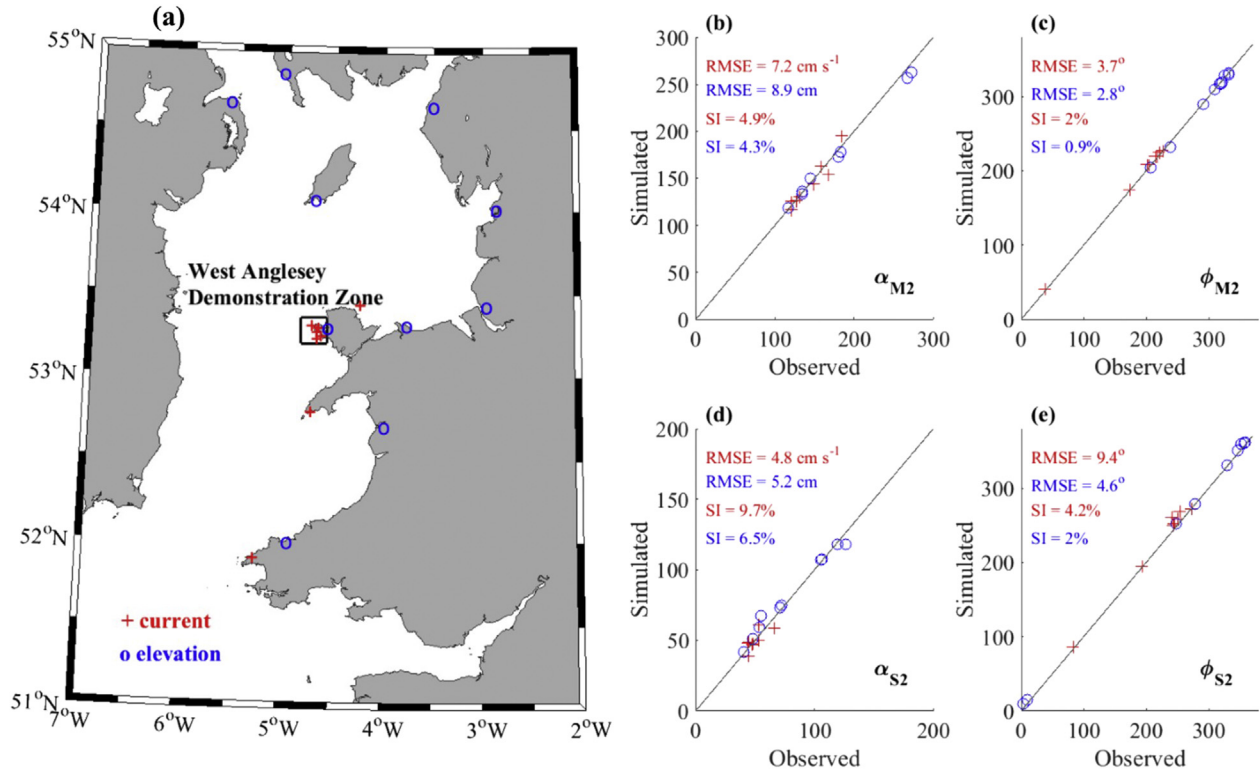 (a)
55°N
54°N
53°N
52°N
51°N
7°W
6°W
5°W
4°W
3°W
2°W
West Anglesey
Demonstration Zone
+ current
o elevation
(b)
RMSE = 7.2 cm s⁻¹
RMSE = 8.9 cm
SI = 4.9%
SI = 4.3%
α_M2
Simulated
300
250
200
150
100
50
0
0 100 200 300
Observed
(c)
RMSE = 3.7°
RMSE = 2.8°
SI = 2%
SI = 0.9%
ϕ_M2
Simulated
300
200
100
0
0 100 200 300
Observed
(d)
RMSE = 4.8 cm s⁻¹
RMSE = 5.2 cm
SI = 9.7%
SI = 6.5%
α_S2
Simulated
200
150
100
50
0
0 100 200
Observed
(e)
RMSE = 9.4°
RMSE = 4.6°
SI = 4.2%
SI = 2%
ϕ_S2
Simulated
300
200
100
0
0 100 200 300
Observed